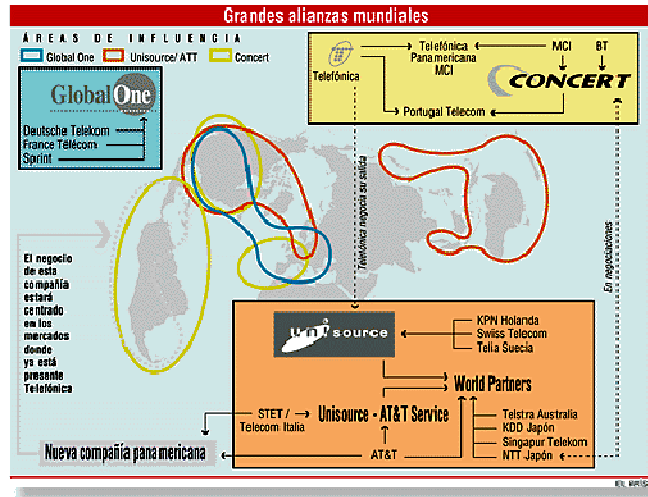 Grandes alianzas mundiales
ÁREAS DE INFLUENCIA
Global One
Unisource/ ATT
Concert
Global One
Deutsche Telekom
France Télécom
Sprint
Telefónica
Telefónica
Panamericana
MCI
MCI
BT
CONCERT
Portugal Telecom
Telefónica negocia su salida
En negociaciones
El negocio
de esta
compañía
estará
centrado
en los
mercados
donde
ya está
presente
Telefónica
unisource
KPN Holanda
Swiss Telecom
Telia Suecia
World Partners
STET /
Telecom Italia
Unisource - AT&T Service
Telstra Australia
KDD Japón
Singapur Telekom
NTT Japón
AT&T
Nueva compañía panamericana